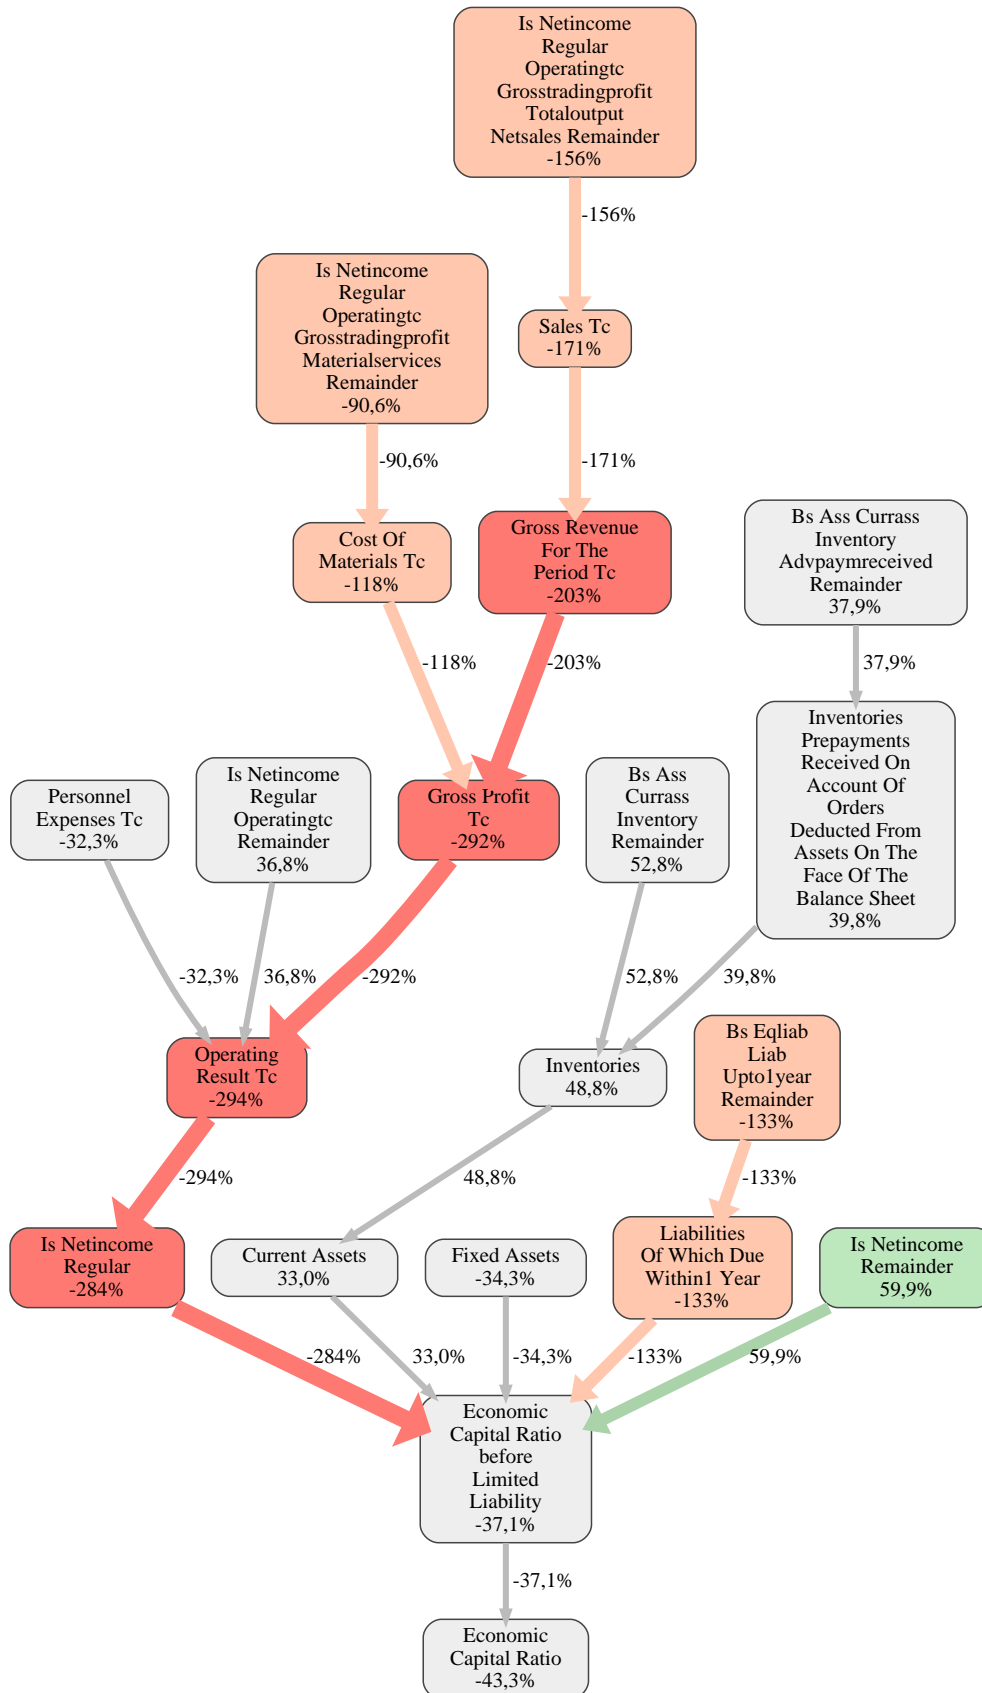 Is Netincome
Regular
Operatingtc
Grosstradingprofit
Totaloutput
Netsales Remainder
-156%
-156%
Is Netincome
Regular
Operatingtc
Grosstradingprofit
Materialservices
Remainder
-90,6%
Sales Tc
-171%
-90,6%
-171%
Cost Of
Materials Tc
-118%
Gross Revenue
For The
Period Tc
-203%
Bs Ass Currass
Inventory
Advpaymreceived
Remainder
37,9%
-118%
-203%
37,9%
Personnel
Expenses Tc
-32,3%
Is Netincome
Regular
Operatingtc
Remainder
36,8%
Gross Profit
Tc
-292%
Bs Ass
Currass
Inventory
Remainder
52,8%
Inventories
Prepayments
Received On
Account Of
Orders
Deducted From
Assets On The
Face Of The
Balance Sheet
39,8%
-32,3%
36,8%
-292%
52,8%
39,8%
Operating
Result Tc
-294%
Inventories
48,8%
Bs Eqliab
Liab
Upto1year
Remainder
-133%
-294%
48,8%
-133%
Is Netincome
Regular
-284%
Current Assets
33,0%
Fixed Assets
-34,3%
Liabilities
Of Which Due
Within1 Year
-133%
Is Netincome
Remainder
59,9%
-284%
33,0%
-34,3%
-133%
59,9%
Economic
Capital Ratio
before
Limited
Liability
-37,1%
-37,1%
Economic
Capital Ratio
-43,3%